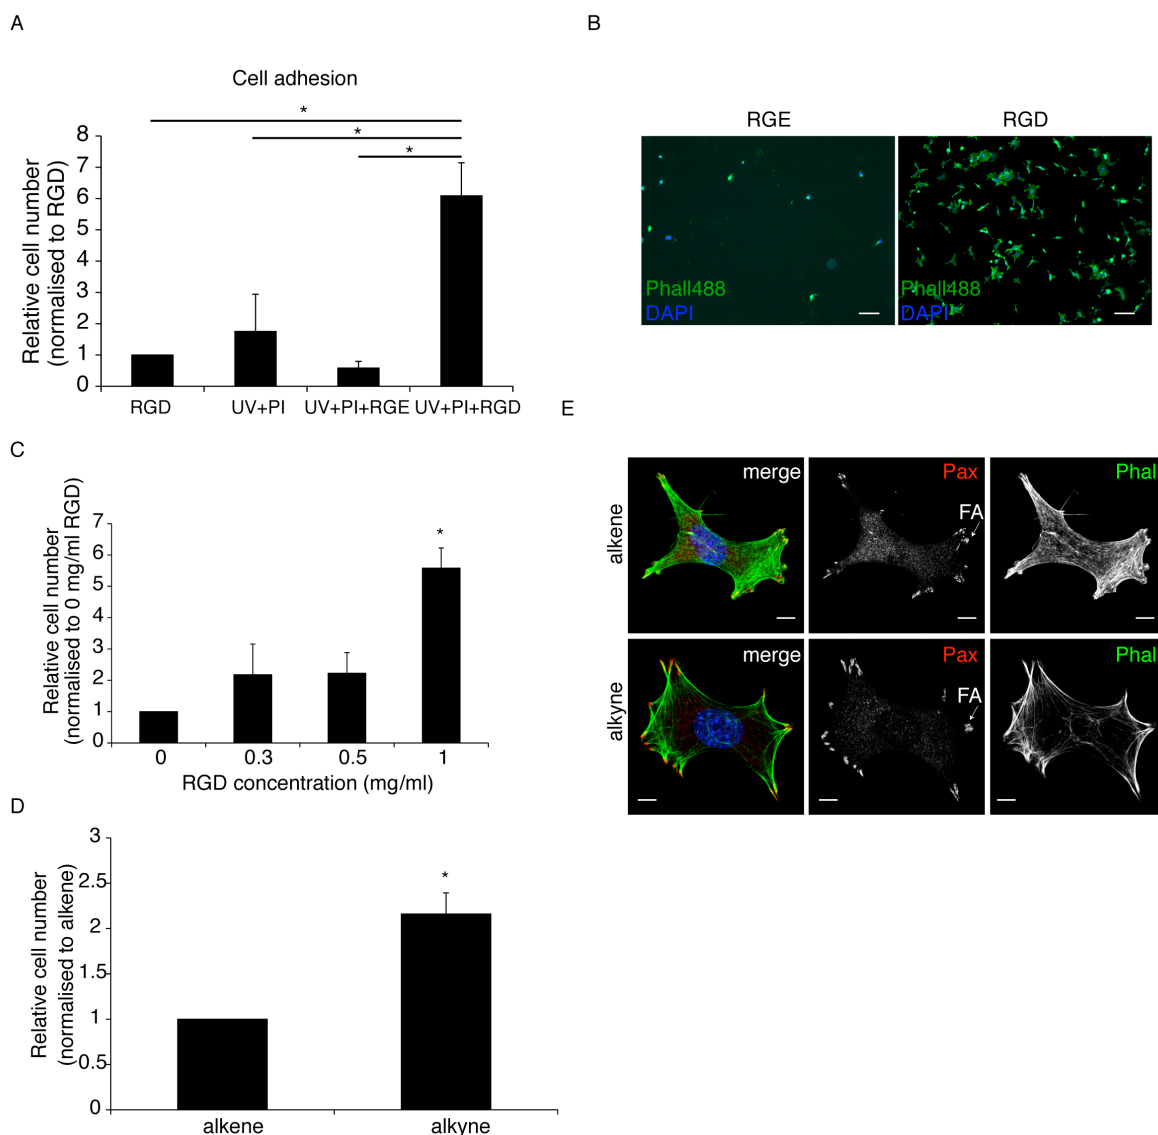 A
Cell adhesion
*
*
*
Relative cell number
(normalised to RGD)
8
7
6
5
4
3
2
1
0
RGD UV+PI UV+PI+RGE UV+PI+RGD
B
RGE RGD
Phall488
DAPI
Phall488
DAPI
C
Relative cell number
(normalised to 0 mg/ml RGD)
7
6
5
4
3
2
1
0
*
0 0.3 0.5 1
RGD concentration (mg/ml)
D
Relative cell number
(normalised to alkene)
3
2.5
2
1.5
1
0.5
0
*
alkene alkyne
E
alkene
merge Pax Phal
FA
alkyne
merge Pax Phal
FA